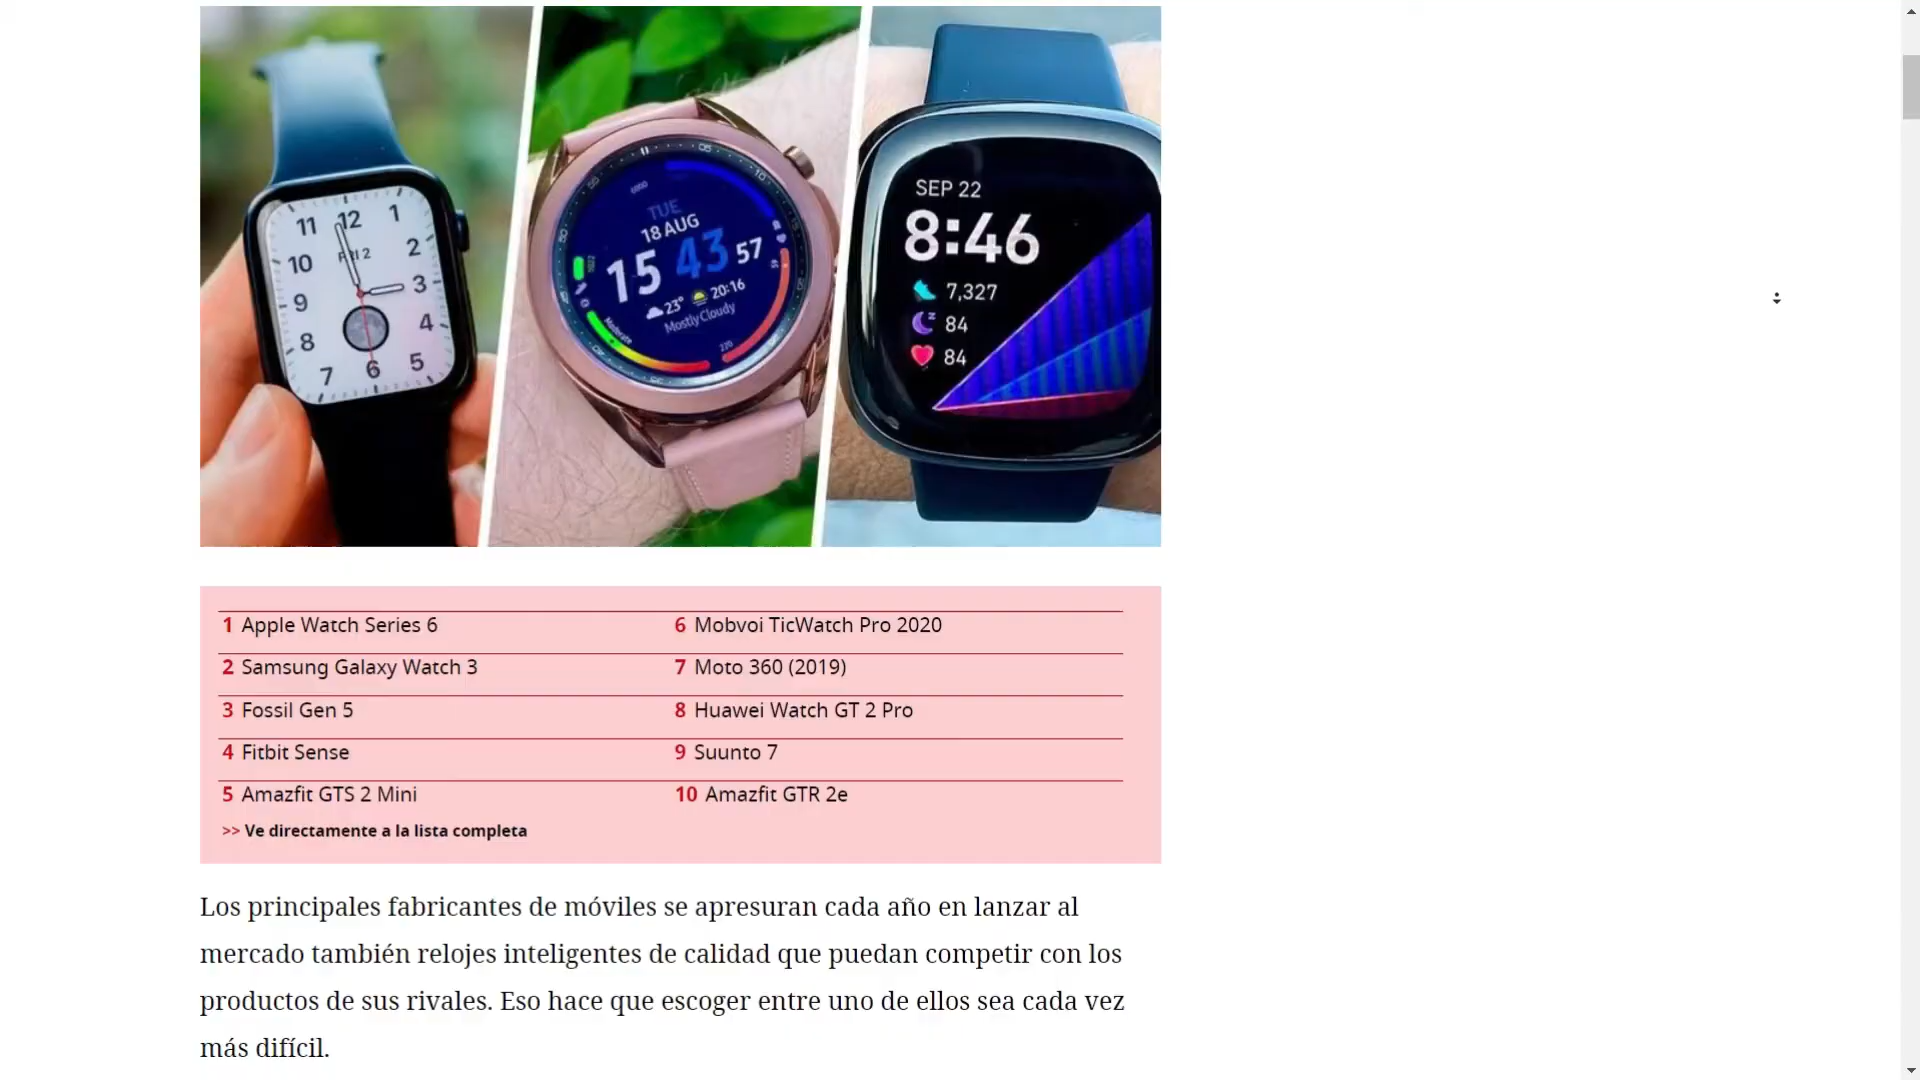 11 12 1
10 FRI 2 2
9 3
8 4
7 6 5
TUE
18 AUG
15 43 57
23° 20:16
Mostly Cloudy
Moderate
SEP 22
8:46
7,327
84
84
1 Apple Watch Series 6
2 Samsung Galaxy Watch 3
3 Fossil Gen 5
4 Fitbit Sense
5 Amazfit GTS 2 Mini
6 Mobvoi TicWatch Pro 2020
7 Moto 360 (2019)
8 Huawei Watch GT 2 Pro
9 Suunto 7
10 Amazfit GTR 2e
>> Ve directamente a la lista completa
Los principales fabricantes de móviles se apresuran cada año en lanzar al
mercado también relojes inteligentes de calidad que puedan competir con los
productos de sus rivales. Eso hace que escoger entre uno de ellos sea cada vez
más difícil.